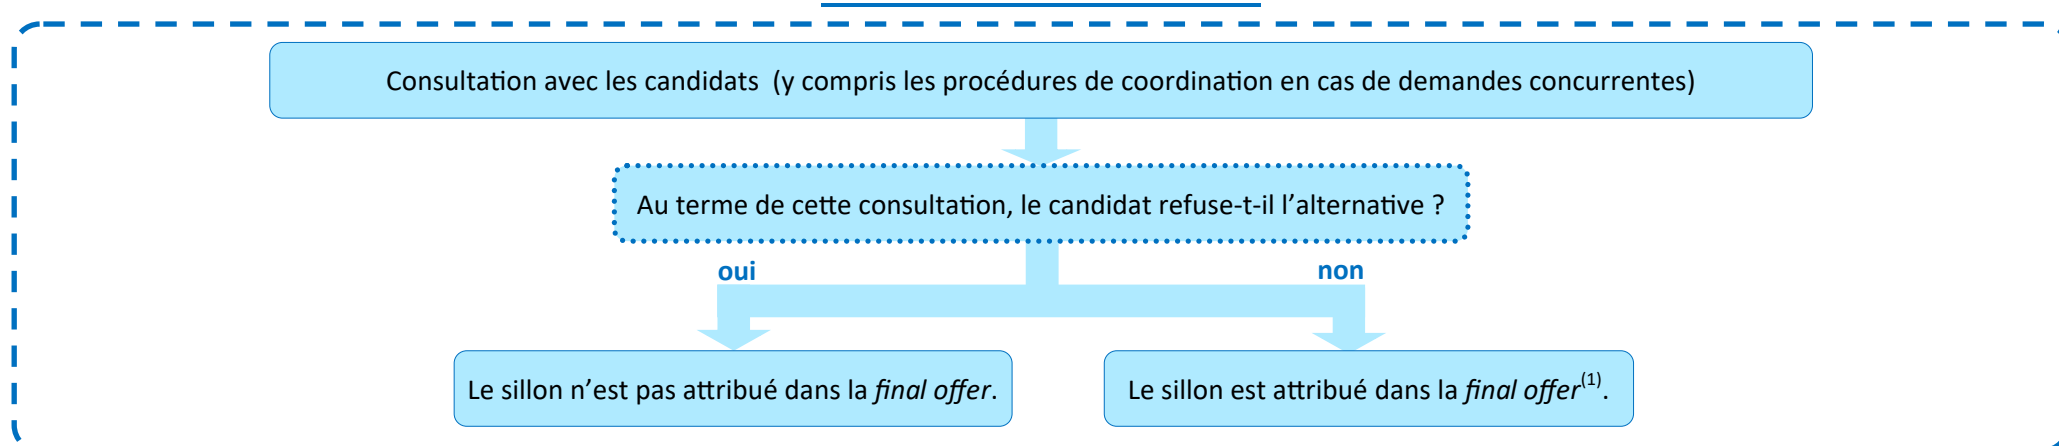 Consultation avec les candidats (y compris les procédures de coordination en cas de demandes concurrentes)
Au terme de cette consultation, le candidat refuse-t-il l’alternative ?
oui
non
Le sillon n’est pas attribué dans la final offer.
Le sillon est attribué dans la final offer(1).